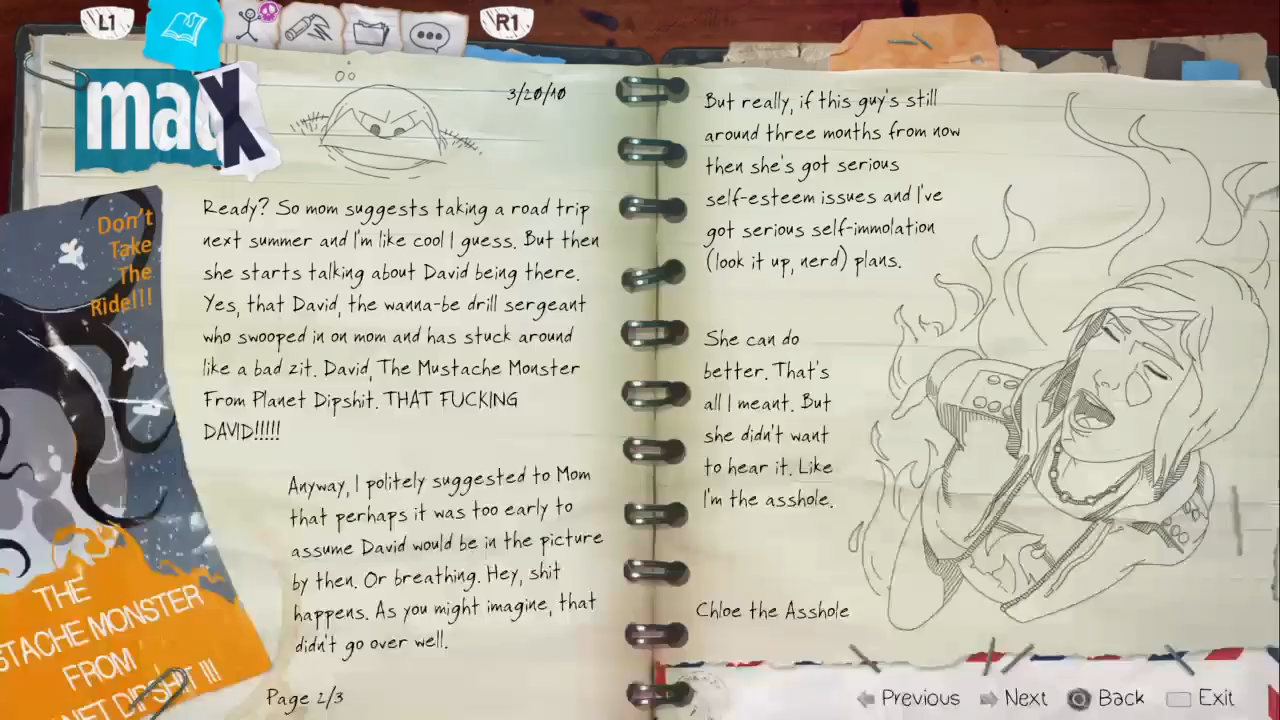 L1
R1
max
3/20/10
Don't
Take
The
Ride!!!
Ready? So mom suggests taking a road trip
next summer and I'm like cool I guess. But then
she starts talking about David being there.
Yes, that David, the wanna-be drill sergeant
who swooped in on mom and has stuck around
like a bad zit. David, The Mustache Monster
From Planet Dipshit. THAT FUCKING
DAVID!!!!!
Anyway, I politely suggested to Mom
that perhaps it was too early to
assume David would be in the picture
by then. Or breathing. Hey, shit
happens. As you might imagine, that
didn't go over well.
THE
STACHE MONSTER
FROM
NET DIPSHIT !!!
Page 2/3
But really, if this guy's still
around three months from now
then she's got serious
self-esteem issues and I've
got serious self-immolation
(look it up, nerd) plans.
She can do
better. That's
all I meant. But
she didn't want
to hear it. Like
I'm the asshole.
Chloe the Asshole
Previous
Next
Back
Exit